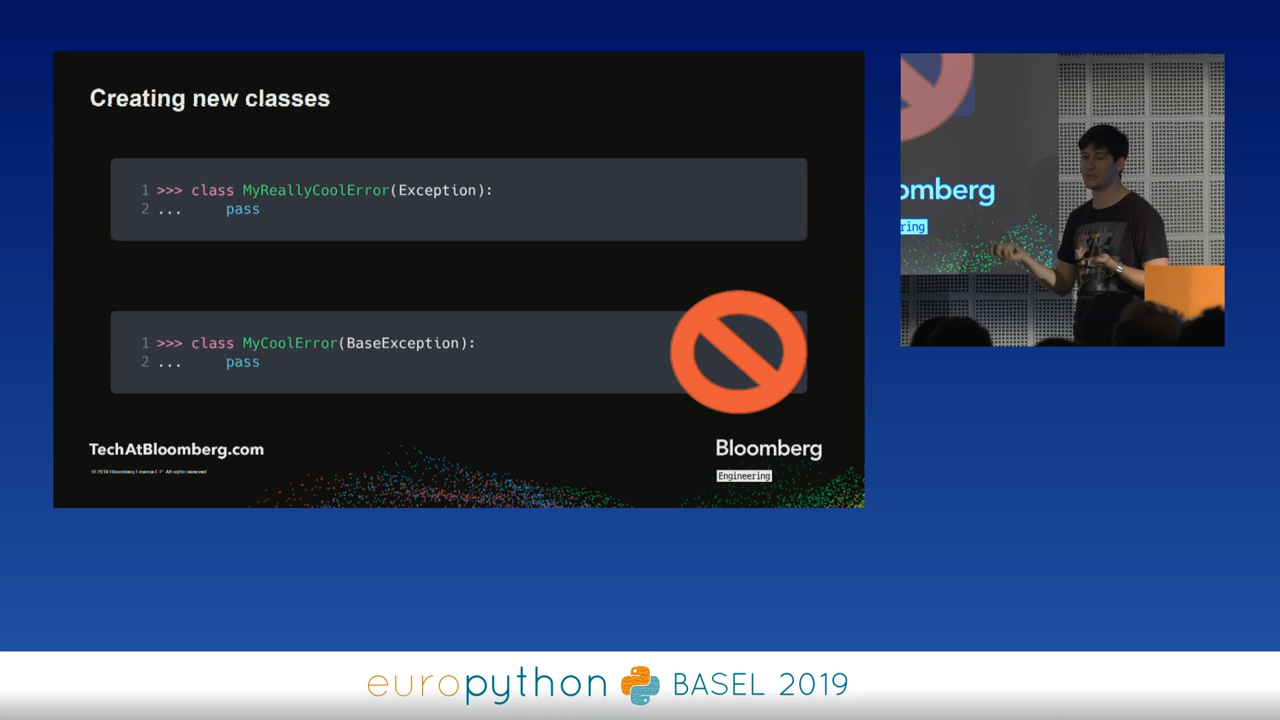 Creating new classes
1 >>> class MyReallyCoolError(Exception):
2 ...     pass
1 >>> class MyCoolError(BaseException):
2 ...     pass
TechAtBloomberg.com
Bloomberg
Engineering
omberg
ring
europython BASEL 2019